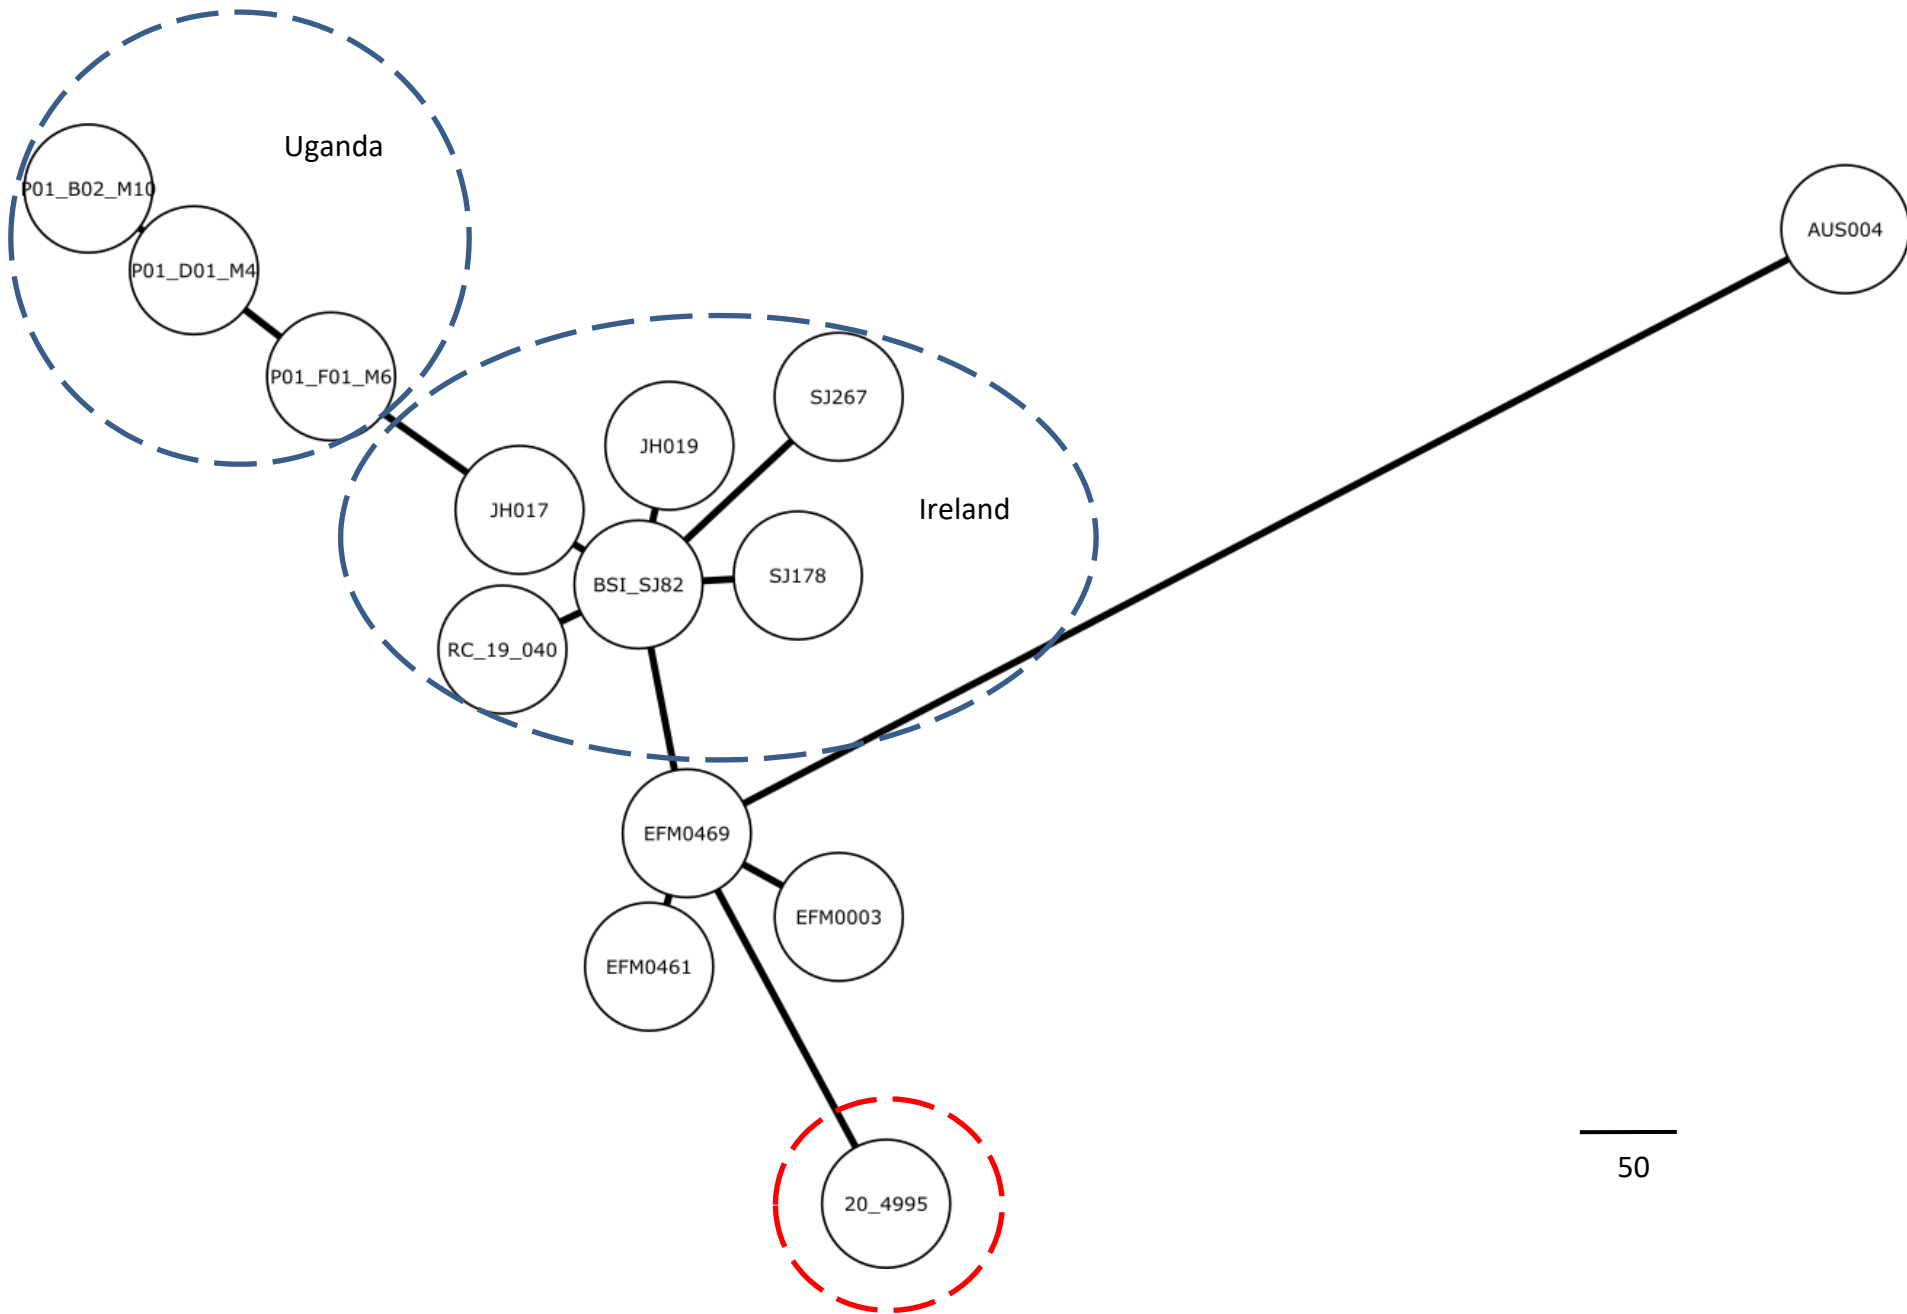 Uganda
P01_B02_M10
AUS004
P01_D01_M4
P01_F01_M6
SJ267
JH019
JH017
Ireland
SJ178
BSI_SJ82
RC_19_040
EFM0469
EFM0003
EFM0461
50
20_4995